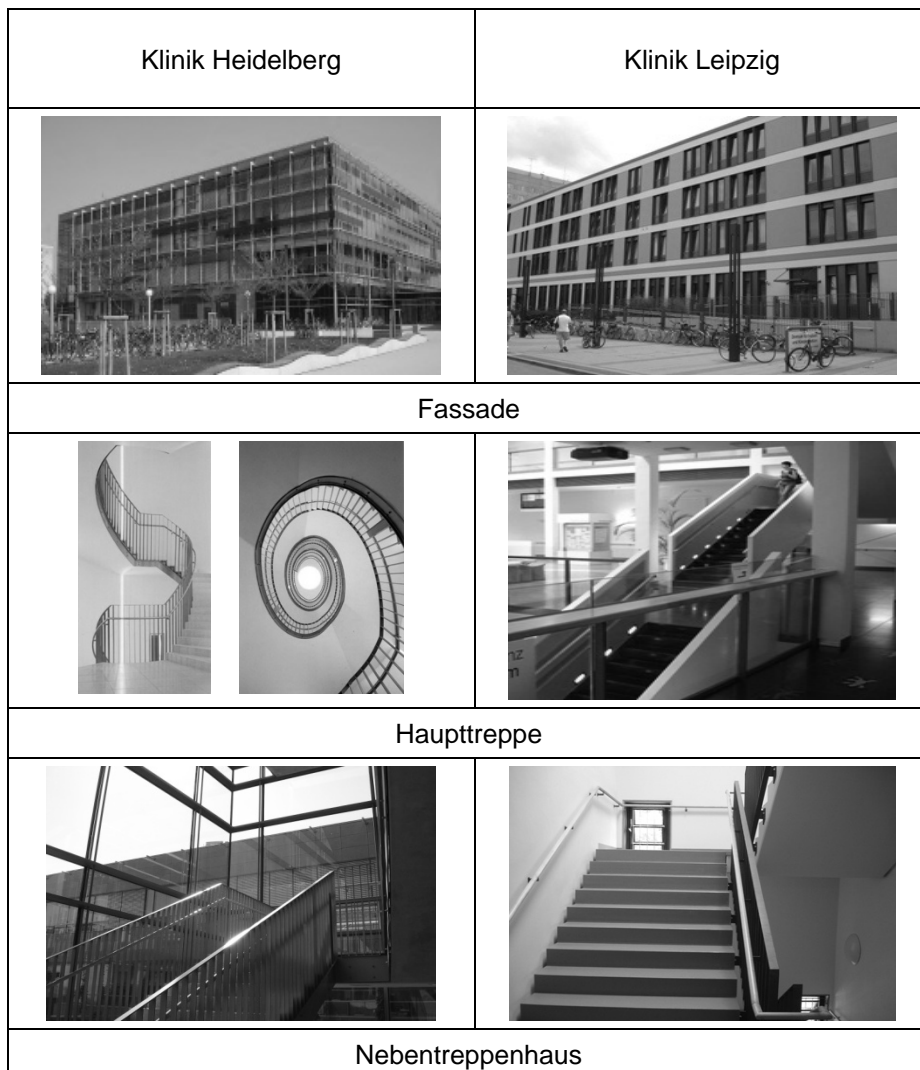 Klinik Heidelberg
Klinik Leipzig
Fassade
Haupttreppe
Nebentreppenhaus